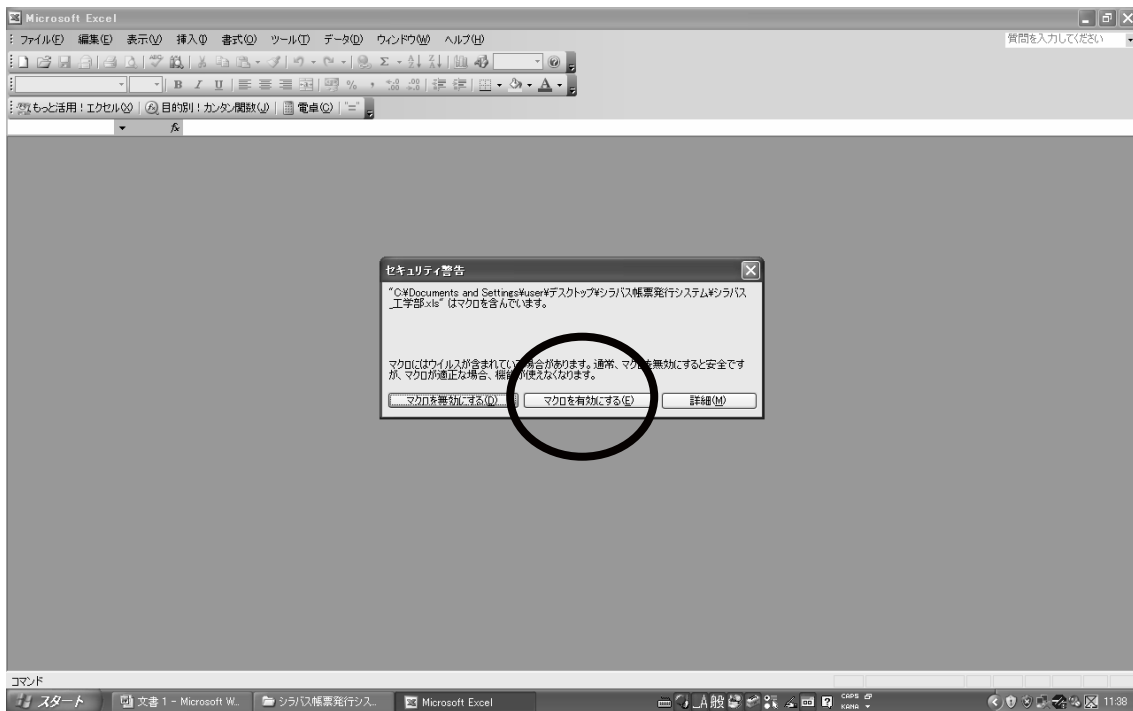 Microsoft Excel
ファイル(F) 編集(E) 表示(V) 挿入(I) 書式(O) ツール(T) データ(D) ウィンドウ(W) ヘルプ(H)
質問を入力してください
もっと活用！エクセル(X) 目的別！カンタン関数(J) 電卓(C) "="
fx
セキュリティ警告
"C:¥Documents and Settings¥user¥デスクトップ¥シラバス帳票発行システム¥シラバス
_工学部.xls" はマクロを含んでいます。
マクロにはウイルスが含まれている場合があります。通常、マクロを無効にすると安全です
が、マクロが適正な場合、機能が使えなくなります。
マクロを無効にする(D) マクロを有効にする(E) 詳細(M)
コマンド
スタート 文書 1 - Microsoft W... シラバス帳票発行シス... Microsoft Excel A 般 CAPS KANA 11:38